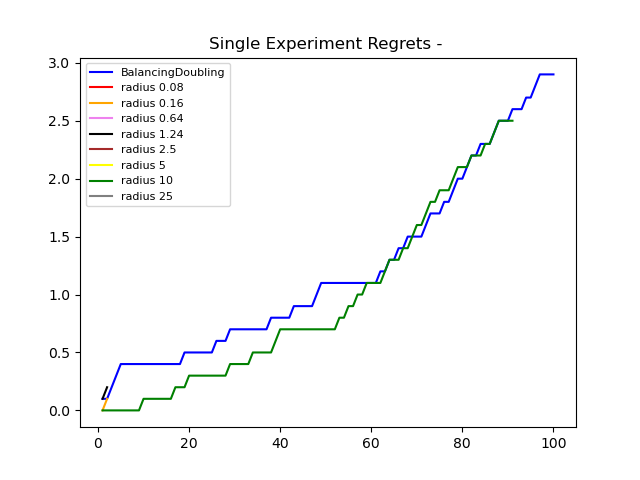 Single Experiment Regrets -
3.0
2.5
2.0
1.5
1.0
0.5
0.0
BalancingDoubling
radius 0.08
radius 0.16
radius 0.64
radius 1.24
radius 2.5
radius 5
radius 10
radius 25
0 20 40 60 80 100